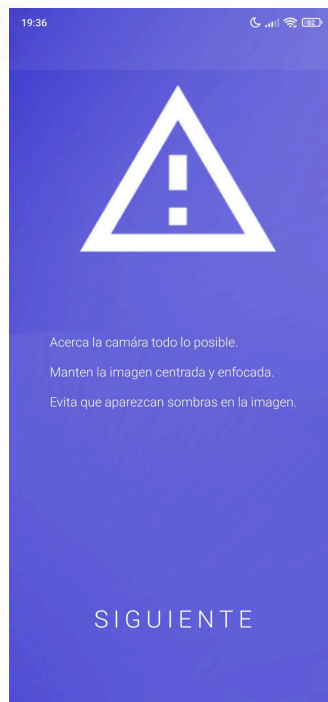 19:36
62
Acerca la camára todo lo posible.
Manten la imagen centrada y enfocada.
Evita que aparezcan sombras en la imagen.
SIGUIENTE